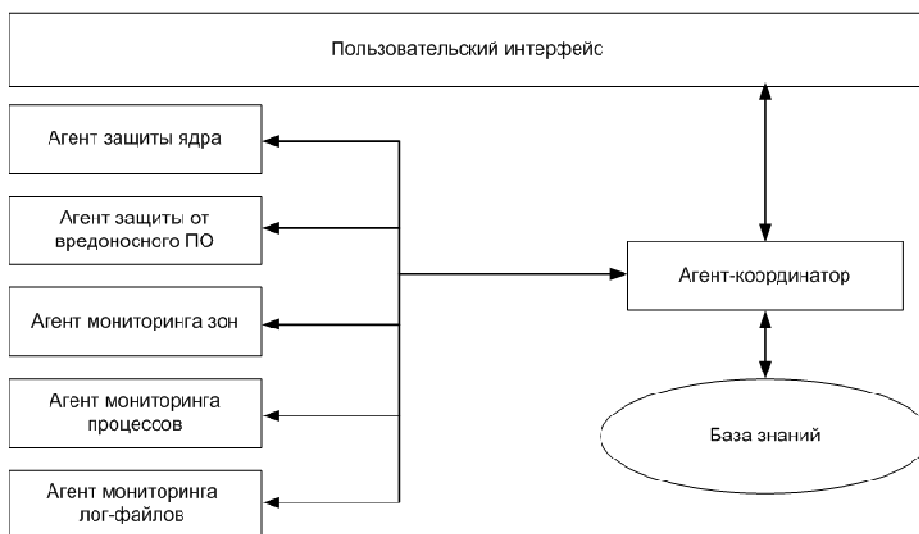 Пользовательский интерфейс
Агент защиты ядра
Агент защиты от
вредоносного ПО
Агент-координатор
Агент мониторинга зон
Агент мониторинга
процессов
База знаний
Агент мониторинга
лог-файлов